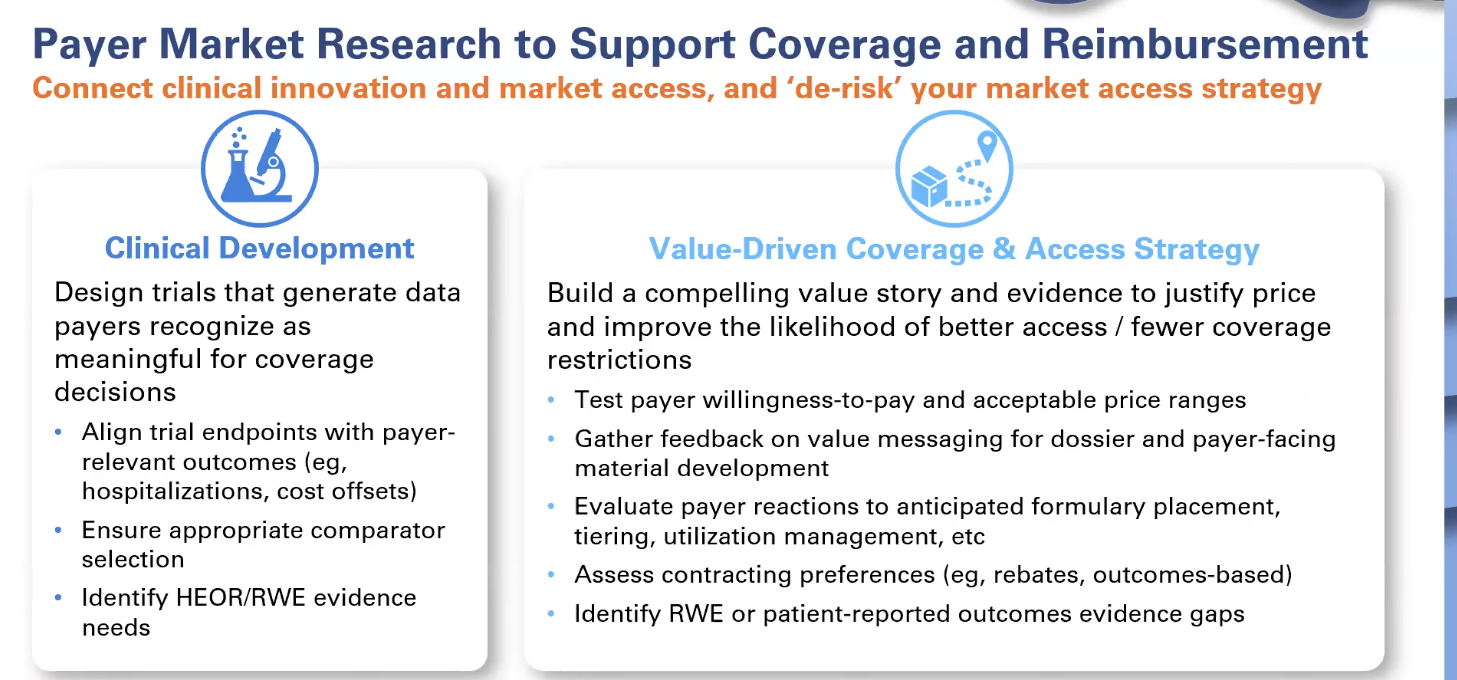 Payer Market Research to Support Coverage and Reimbursement
Connect clinical innovation and market access, and ‘de-risk’ your market access strategy
Clinical Development
Design trials that generate data
payers recognize as
meaningful for coverage
decisions
• Align trial endpoints with payer-
relevant outcomes (eg,
hospitalizations, cost offsets)
• Ensure appropriate comparator
selection
• Identify HEOR/RWE evidence
needs
Value-Driven Coverage & Access Strategy
Build a compelling value story and evidence to justify price
and improve the likelihood of better access / fewer coverage
restrictions
• Test payer willingness-to-pay and acceptable price ranges
• Gather feedback on value messaging for dossier and payer-facing
material development
• Evaluate payer reactions to anticipated formulary placement,
tiering, utilization management, etc
• Assess contracting preferences (eg, rebates, outcomes-based)
• Identify RWE or patient-reported outcomes evidence gaps